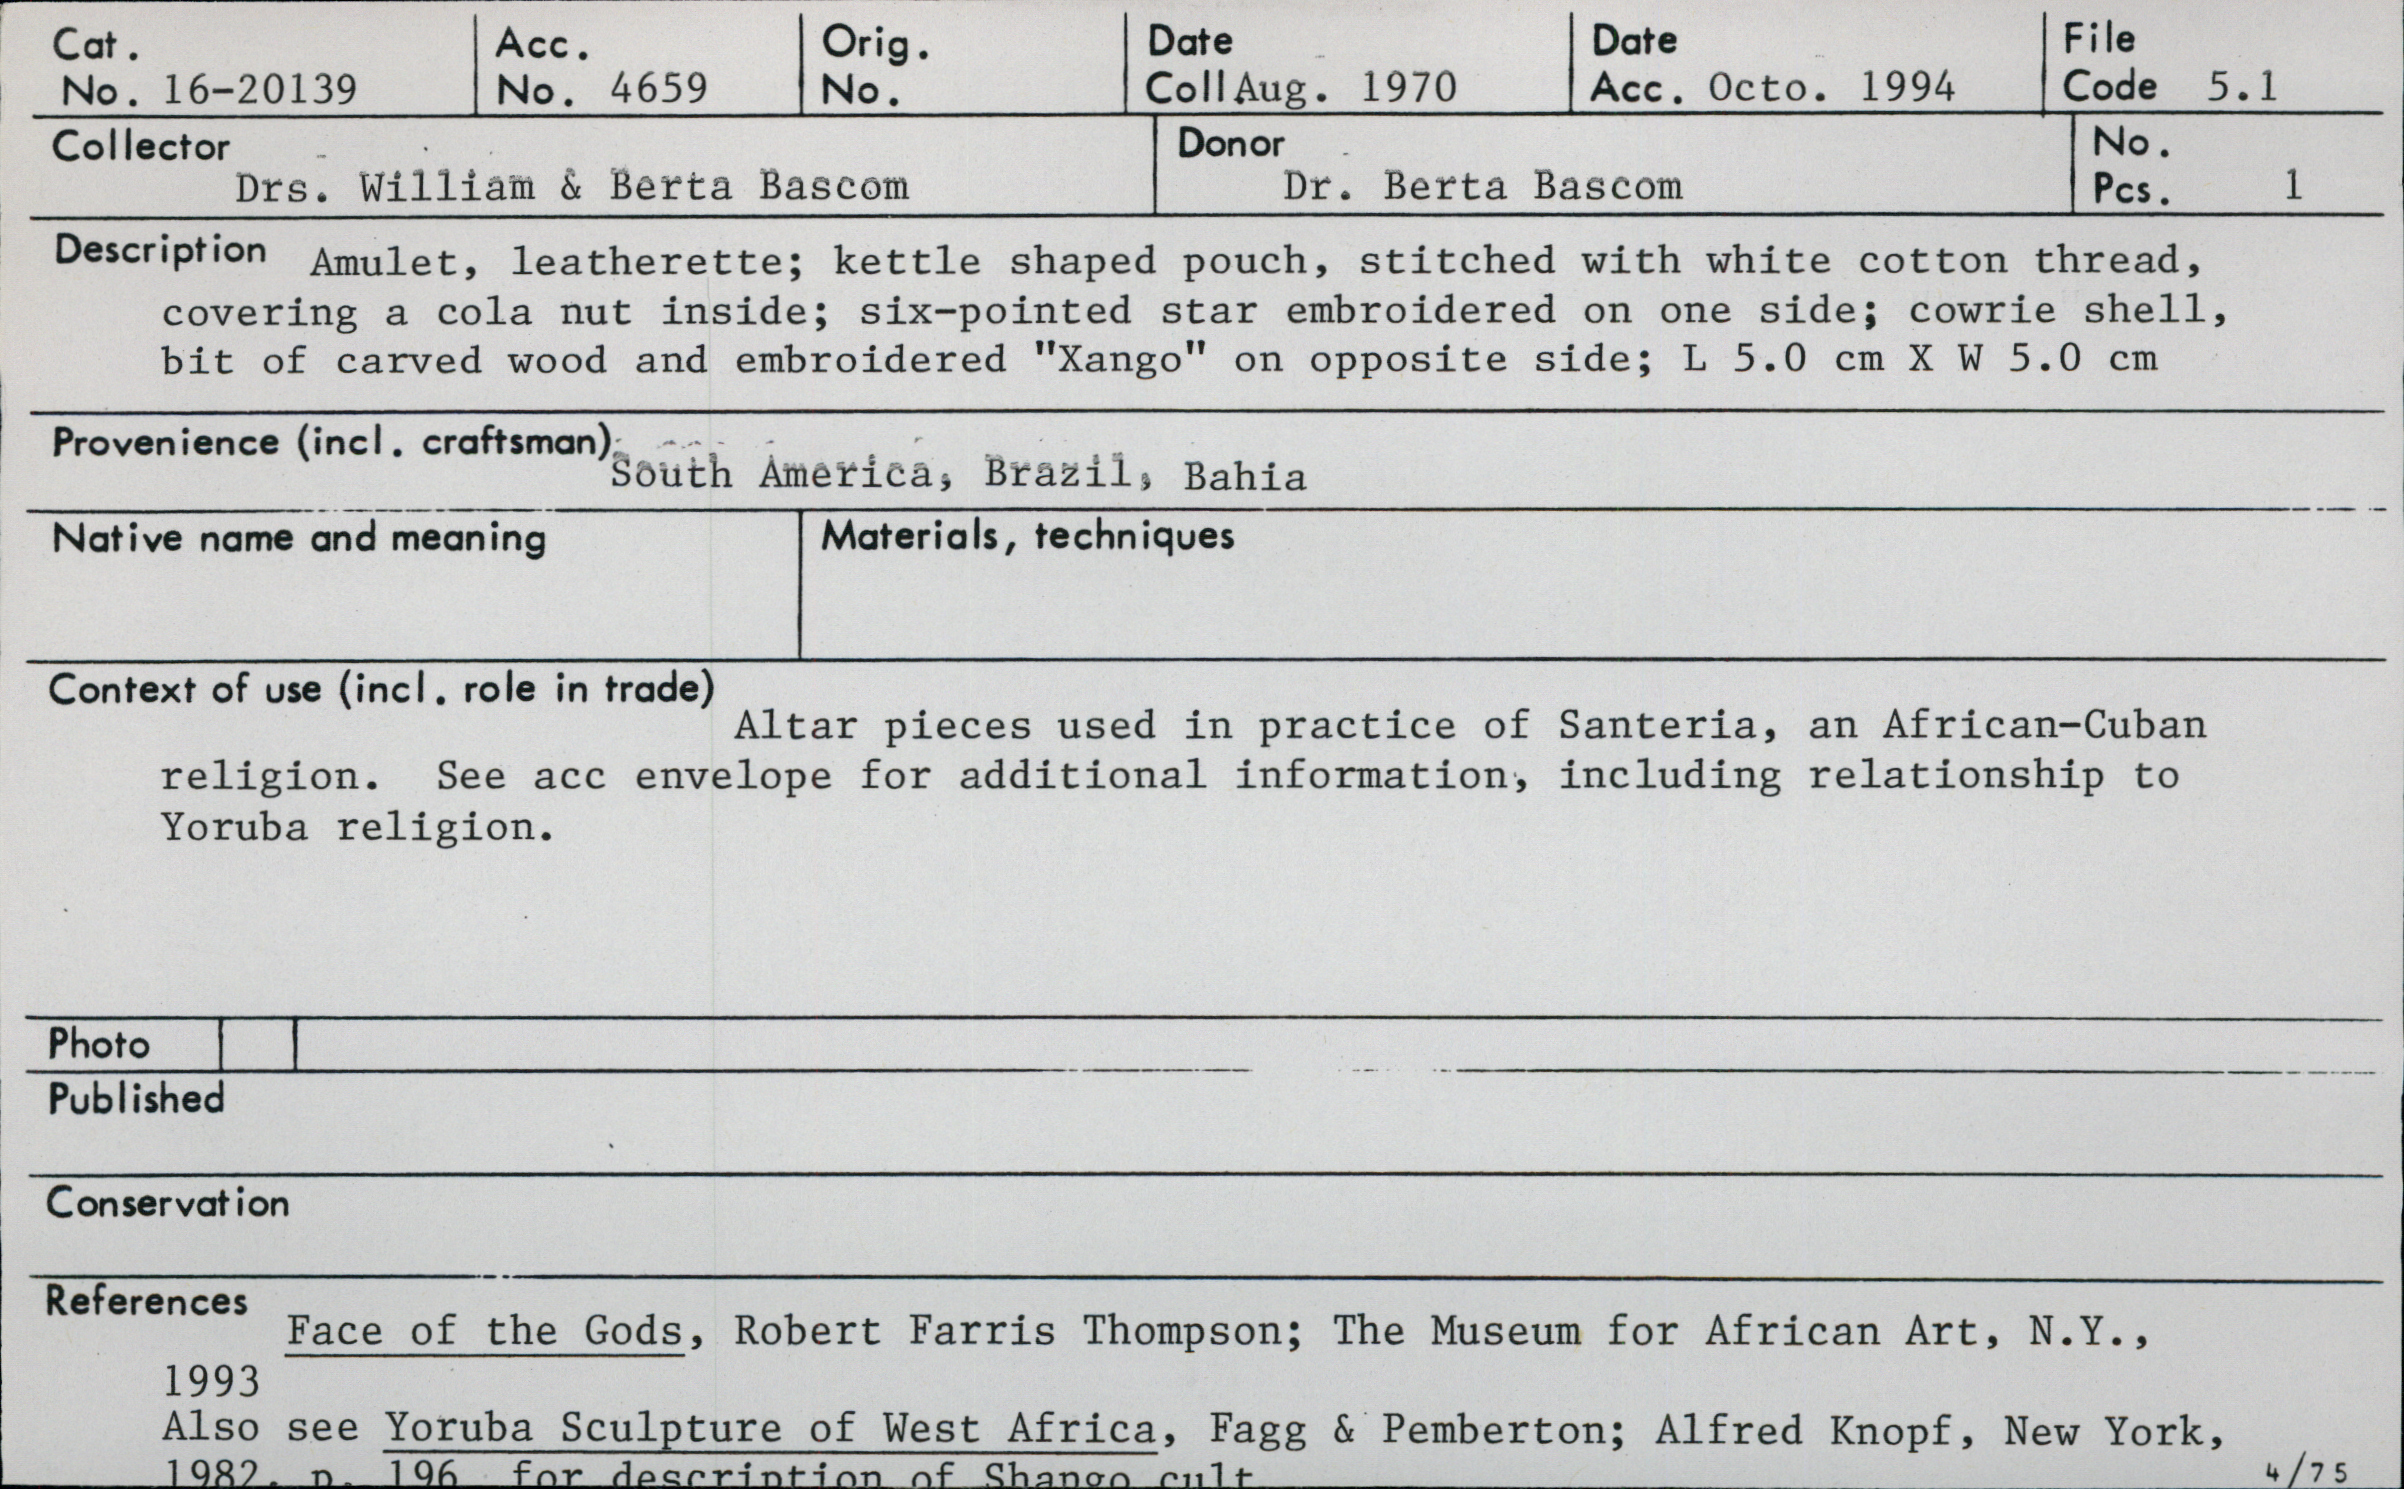 Cat. No. 16-20139
Acc. No. 4659
Orig. No.
Date Coll Aug. 1970
Date Acc. Octo. 1994
File Code 5.1
Collector
Drs. William & Berta Bascom
Donor
Dr. Berta Bascom
No. Pcs. 1
Description Amulet, leatherette; kettle shaped pouch, stitched with white cotton thread,
covering a cola nut inside; six-pointed star embroidered on one side; cowrie shell,
bit of carved wood and embroidered "Xango" on opposite side; L 5.0 cm X W 5.0 cm
Provenience (incl. craftsman)
South America, Brazil, Bahia
Native name and meaning
Materials, techniques
Context of use (incl. role in trade)
Altar pieces used in practice of Santeria, an African-Cuban
religion. See acc envelope for additional information, including relationship to
Yoruba religion.
Photo
Published
Conservation
References
Face of the Gods, Robert Farris Thompson; The Museum for African Art, N.Y.,
1993
Also see Yoruba Sculpture of West Africa, Fagg & Pemberton; Alfred Knopf, New York,
1982, p. 196 for description of Shango cult
4/75